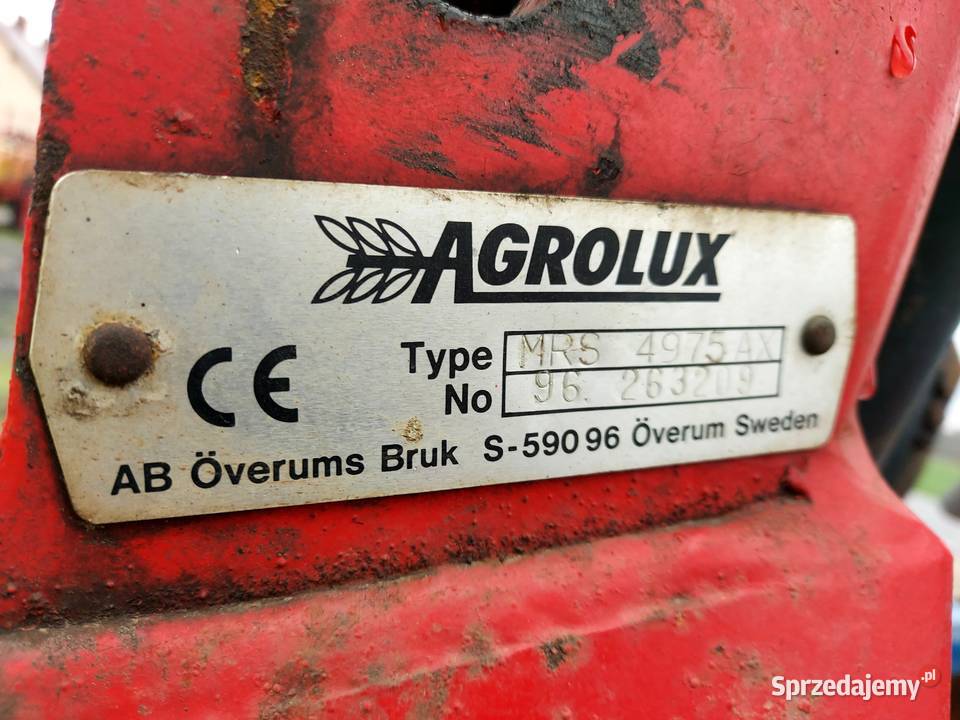 AGROLUX
CE
Type MRS 4975 AX
No 96. 263209
AB Överums Bruk S-590 96 Överum Sweden
Sprzedajemy.pl